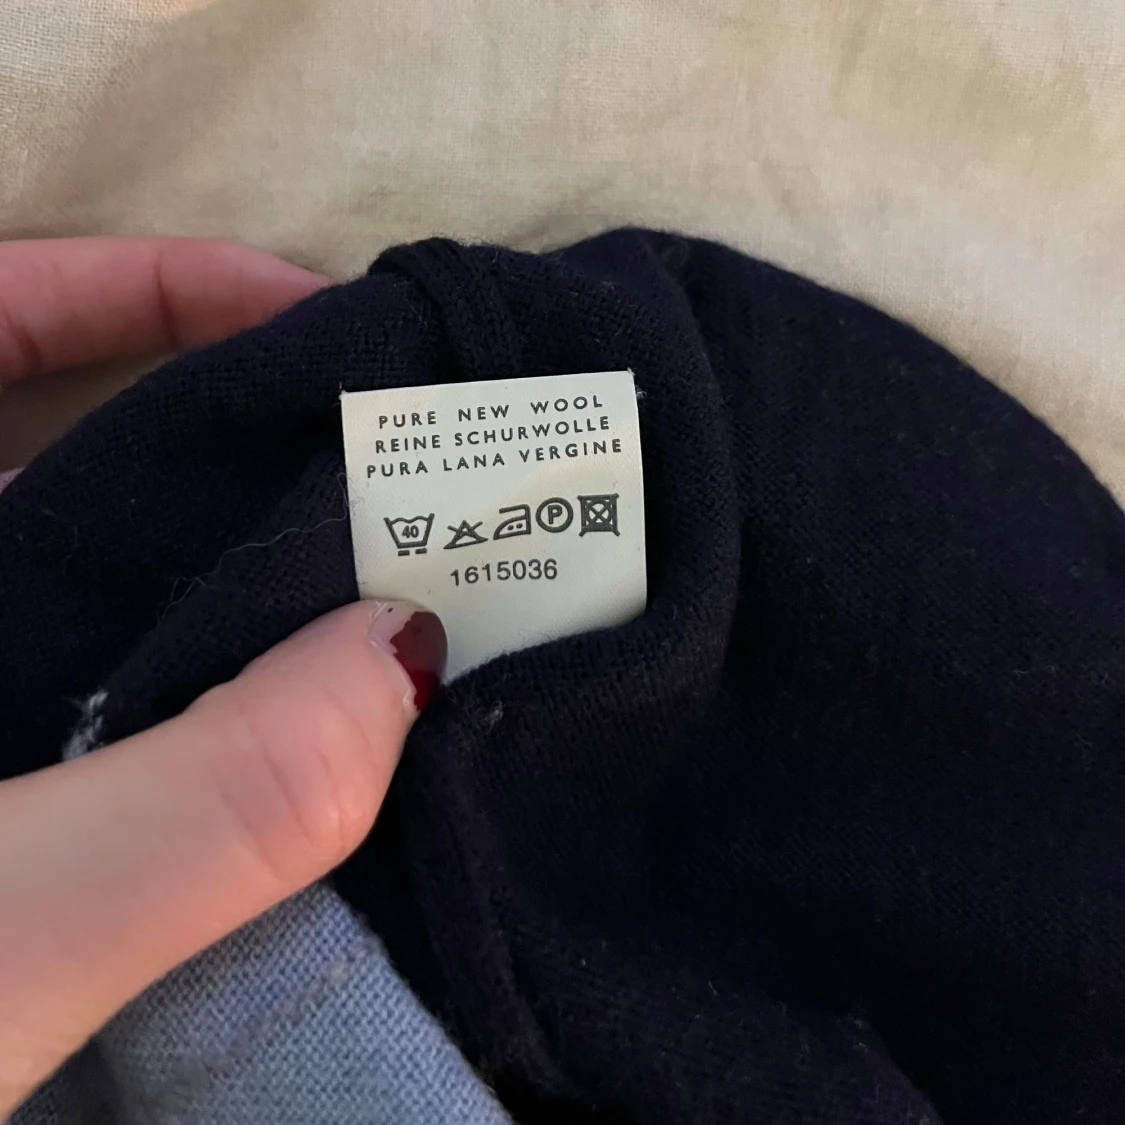 PURE NEW WOOL
REINE SCHURWOLLE
PURA LANA VERGINE
40 P
1615036